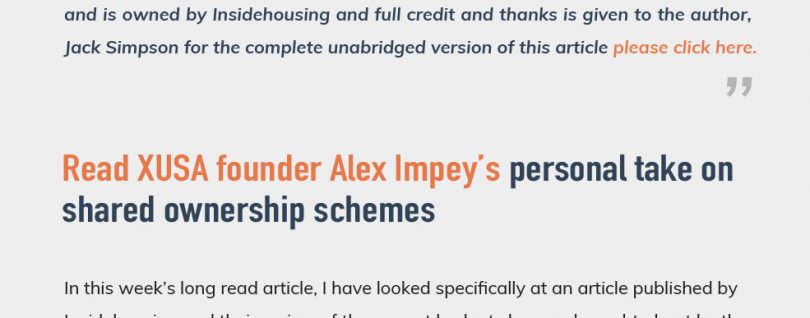 and is owned by Insidehousing and full credit and thanks is given to the author,
Jack Simpson for the complete unabridged version of this article please click here.
”
Read XUSA founder Alex Impey’s personal take on
shared ownership schemes
In this week’s long read article, I have looked specifically at an article published by